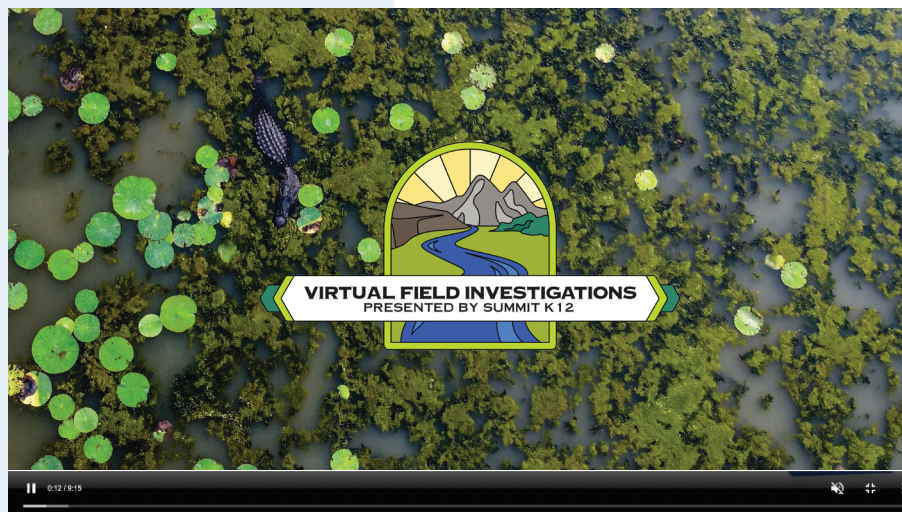 VIRTUAL FIELD INVESTIGATIONS
PRESENTED BY SUMMIT K12
0:12 / 9:15